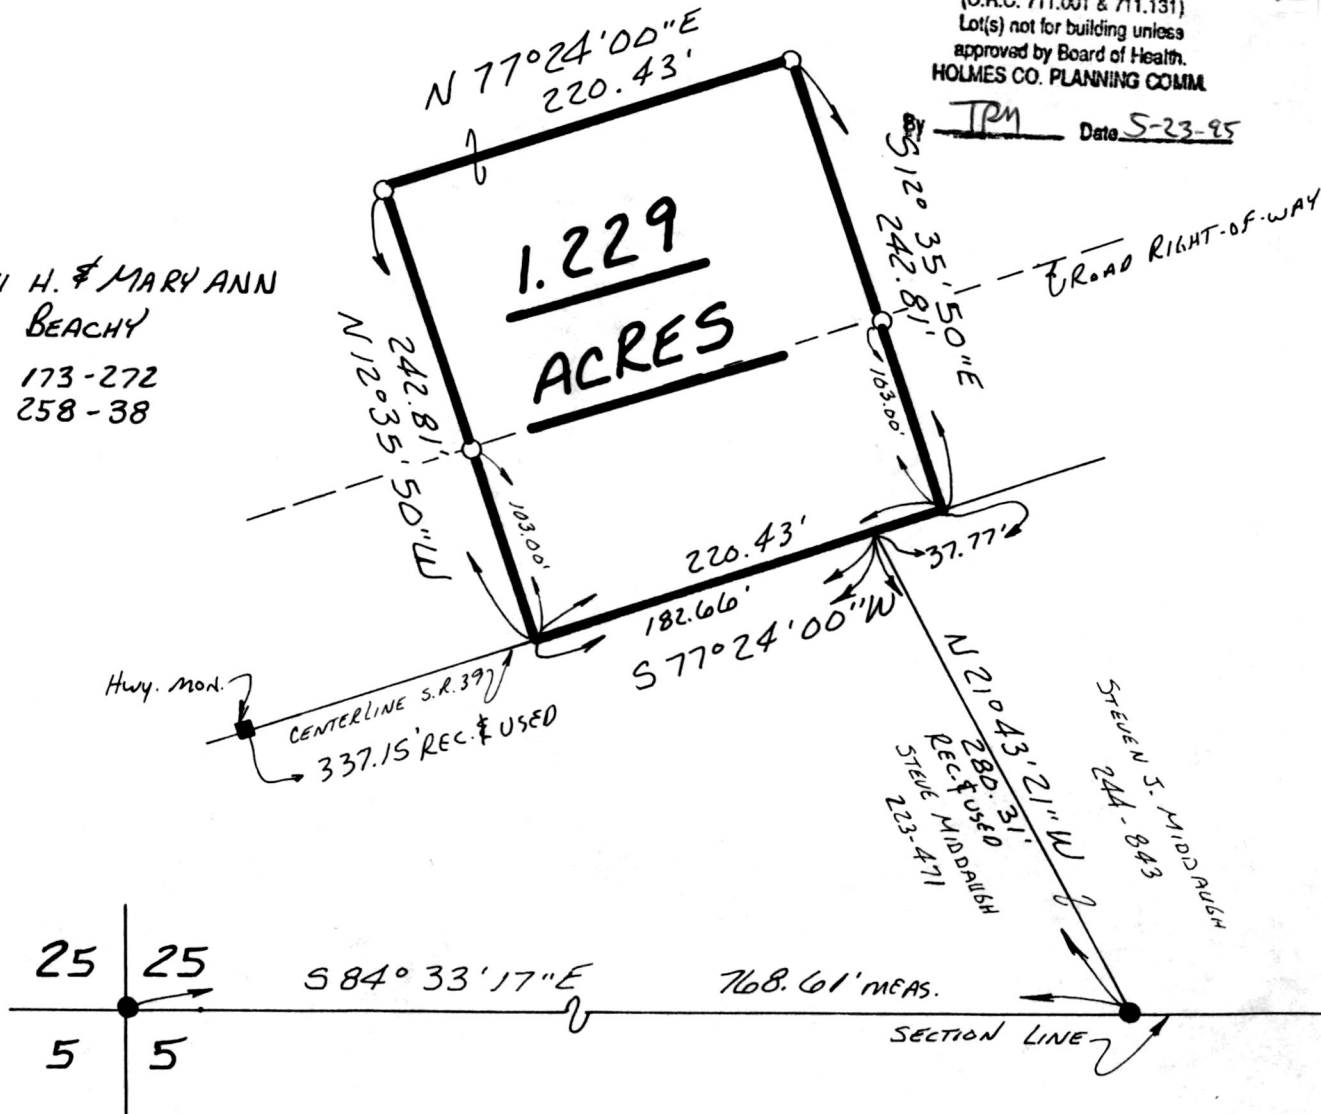 (O.R.C. 711.001 & 711.131)
Lot(s) not for building unless
approved by Board of Health.
HOLMES CO. PLANNING COMM.
By TPM Date 5-23-95
N 77°24'00"E
220.43'
S 12° 35' 50"E
242.81'
ROAD RIGHT-OF-WAY
1.229
ACRES
H. & MARY ANN
BEACHY
173-272
258-38
242.81'
N 12°35'50"W
103.00'
103.00'
220.43'
182.66'
S 77°24'00"W
37.77'
HWY. MON.
CENTERLINE S.R. 39
337.15' REC. & USED
N 21°43'21"W
280.31'
REC. & USED
STEVE MIDDAUGH
223-471
STEVEN J. MIDDAUGH
244-843
25 25
5 5
S 84° 33' 17"E 768.61' MEAS.
SECTION LINE